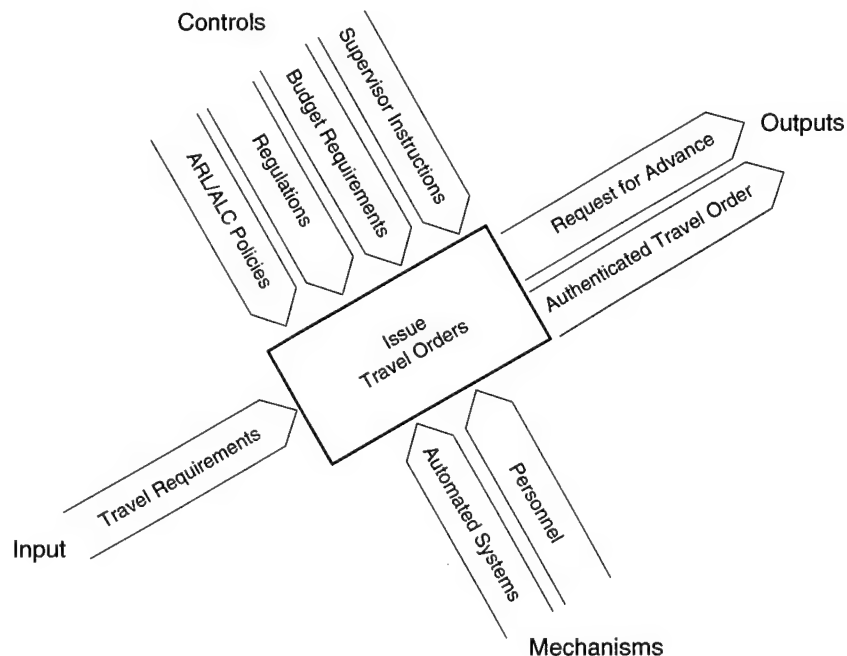 Controls
ARL/ALC Policies
Regulations
Budget Requirements
Supervisor Instructions
Outputs
Request for Advance
Authenticated Travel Order
Issue
Travel Orders
Travel Requirements
Input
Automated Systems
Personnel
Mechanisms